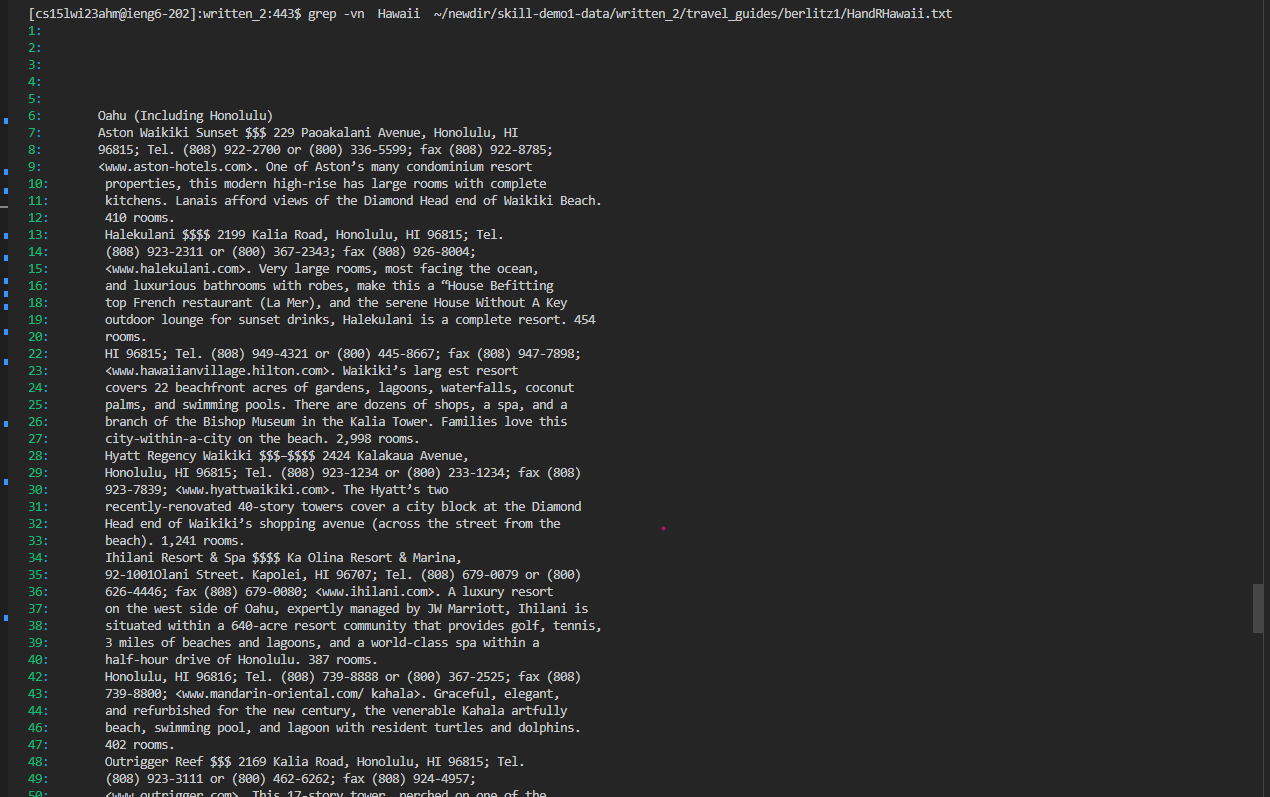 [cs15lwi23ahm@ieng6-202]:written_2:443$ grep -vn  Hawaii  ~/newdir/skill-demo1-data/written_2/travel_guides/berlitz1/HandRHawaii.txt
1:
2:
3:
4:
5:
6:        Oahu (Including Honolulu)
7:        Aston Waikiki Sunset $$$ 229 Paoakalani Avenue, Honolulu, HI
8:        96815; Tel. (808) 922-2700 or (800) 336-5599; fax (808) 922-8785;
9:        <www.aston-hotels.com>. One of Aston’s many condominium resort
10:        properties, this modern high-rise has large rooms with complete
11:        kitchens. Lanais afford views of the Diamond Head end of Waikiki Beach.
12:        410 rooms.
13:        Halekulani $$$$ 2199 Kalia Road, Honolulu, HI 96815; Tel.
14:        (808) 923-2311 or (800) 367-2343; fax (808) 926-8004;
15:        <www.halekulani.com>. Very large rooms, most facing the ocean,
16:        and luxurious bathrooms with robes, make this a “House Befitting
18:        top French restaurant (La Mer), and the serene House Without A Key
19:        outdoor lounge for sunset drinks, Halekulani is a complete resort. 454
20:        rooms.
22:        HI 96815; Tel. (808) 949-4321 or (800) 445-8667; fax (808) 947-7898;
23:        <www.hawaiianvillage.hilton.com>. Waikiki’s larg est resort
24:        covers 22 beachfront acres of gardens, lagoons, waterfalls, coconut
25:        palms, and swimming pools. There are dozens of shops, a spa, and a
26:        branch of the Bishop Museum in the Kalia Tower. Families love this
27:        city-within-a-city on the beach. 2,998 rooms.
28:        Hyatt Regency Waikiki $$$–$$$$ 2424 Kalakaua Avenue,
29:        Honolulu, HI 96815; Tel. (808) 923-1234 or (800) 233-1234; fax (808)
30:        923-7839; <www.hyattwaikiki.com>. The Hyatt’s two
31:        recently-renovated 40-story towers cover a city block at the Diamond
32:        Head end of Waikiki’s shopping avenue (across the street from the
33:        beach). 1,241 rooms.
34:        Ihilani Resort & Spa $$$$ Ka Olina Resort & Marina,
35:        92-1001Olani Street. Kapolei, HI 96707; Tel. (808) 679-0079 or (800)
36:        626-4446; fax (808) 679-0080; <www.ihilani.com>. A luxury resort
37:        on the west side of Oahu, expertly managed by JW Marriott, Ihilani is
38:        situated within a 640-acre resort community that provides golf, tennis,
39:        3 miles of beaches and lagoons, and a world-class spa within a
40:        half-hour drive of Honolulu. 387 rooms.
42:        Honolulu, HI 96816; Tel. (808) 739-8888 or (800) 367-2525; fax (808)
43:        739-8800; <www.mandarin-oriental.com/ kahala>. Graceful, elegant,
44:        and refurbished for the new century, the venerable Kahala artfully
46:        beach, swimming pool, and lagoon with resident turtles and dolphins.
47:        402 rooms.
48:        Outrigger Reef $$$ 2169 Kalia Road, Honolulu, HI 96815; Tel.
49:        (808) 923-3111 or (800) 462-6262; fax (808) 924-4957;
50:        <www.outrigger.com>. This 17-story tower, perched on one of the